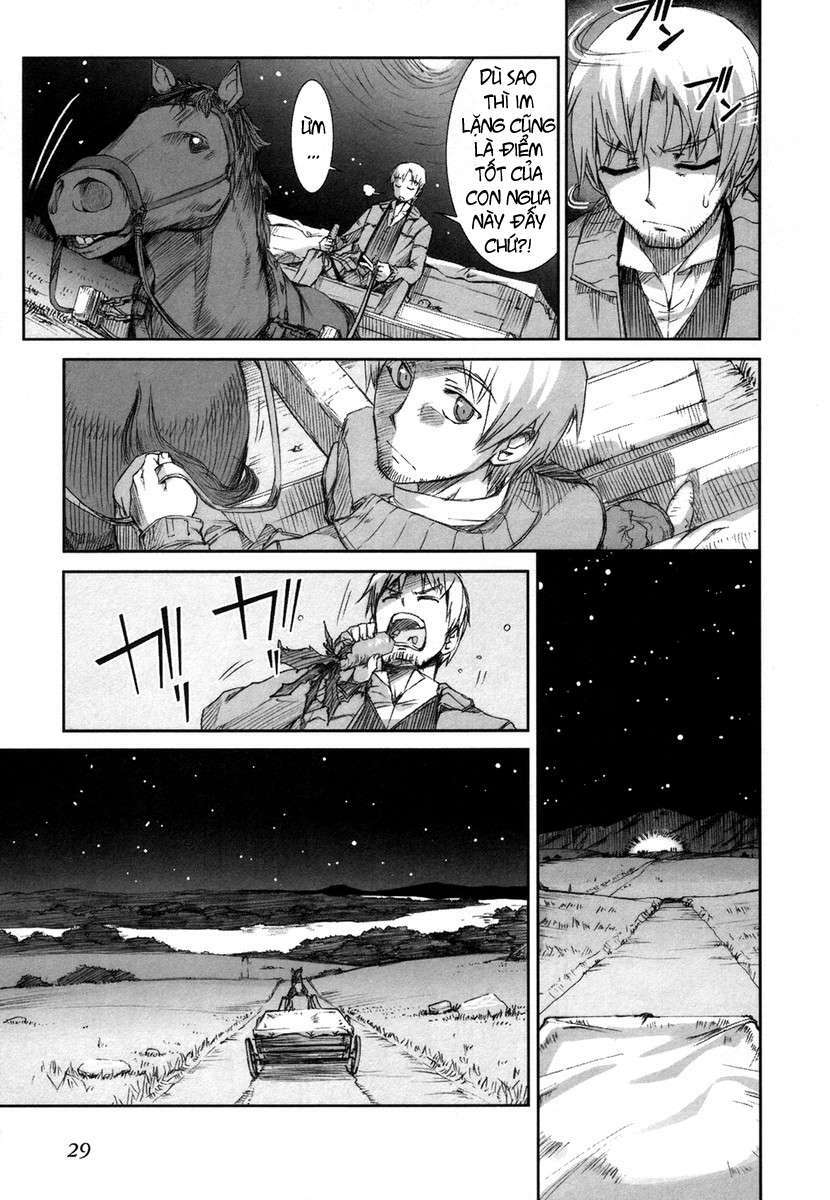 ブン
ブン
DÙ SAO
THÌ IM
LẶNG CŨNG
LÀ ĐIỂM
TỐT CỦA
CON NGỰA
NÀY ĐẤY
CHỨ?!
ỪM
...
ガ
ガッ
29